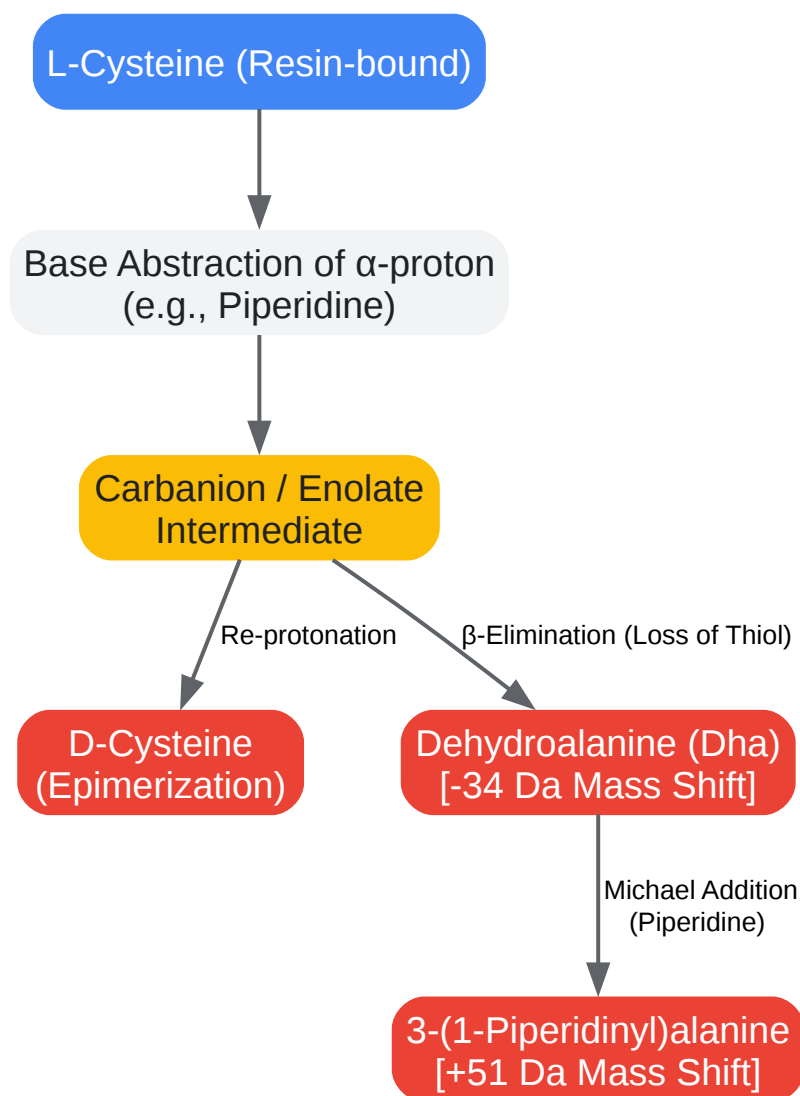 L-Cysteine (Resin-bound)
Base Abstraction of α-proton
(e.g., Piperidine)
Carbanion / Enolate
Intermediate
Re-protonation
β-Elimination (Loss of Thiol)
D-Cysteine
(Epimerization)
Dehydroalanine (Dha)
[-34 Da Mass Shift]
Michael Addition
(Piperidine)
3-(1-Piperidinyl)alanine
[+51 Da Mass Shift]